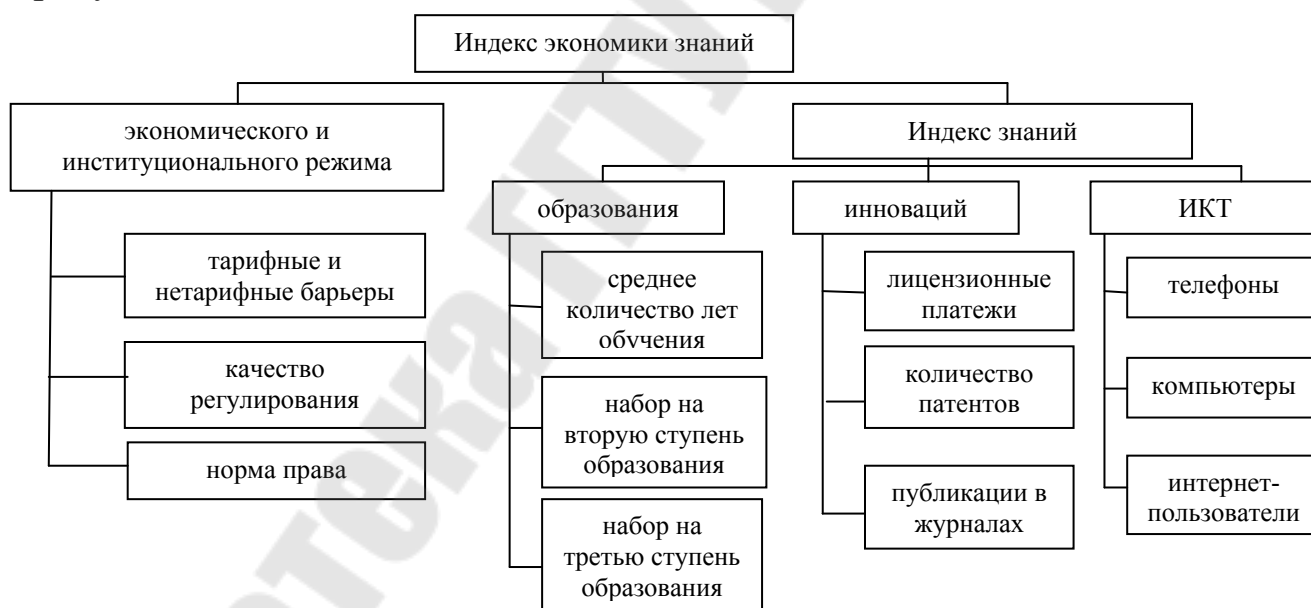 Индекс экономики знаний
экономического и
институционального режима
Индекс знаний
образования
инноваций
ИКТ
тарифные и
нетарифные барьеры
качество
регулирования
норма права
среднее
количество лет
обучения
набор на
вторую ступень
образования
набор на
третью ступень
образования
лицензионные
платежи
количество
патентов
публикации в
журналах
телефоны
компьютеры
интернет-
пользователи